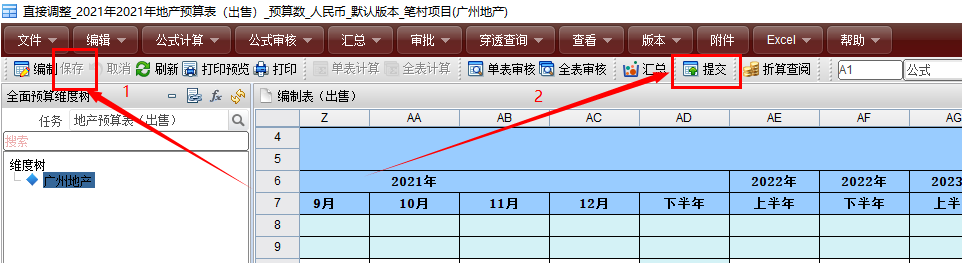 直接调整_2021年2021年地产预算表（出售）_预算数_人民币_默认版本_笔村项目(广州地产)
文件 编辑 公式计算 公式审核 汇总 审批 穿透查询 查看 版本 附件 Excel 帮助
编制 保存 取消 刷新 打印预览 打印 单表计算 全表计算 单表审核 全表审核 汇总 提交 折算查阅 A1 公式
1
2
全面预算维度树
编制表（出售）
任务 地产预算表（出售）
搜索
维度树
广州地产
Z AA AB AC AD AE AF AG
4
5
6 2021年 2022年 2022年 2023
7 9月 10月 11月 12月 下半年 上半年 下半年 上半
8
9